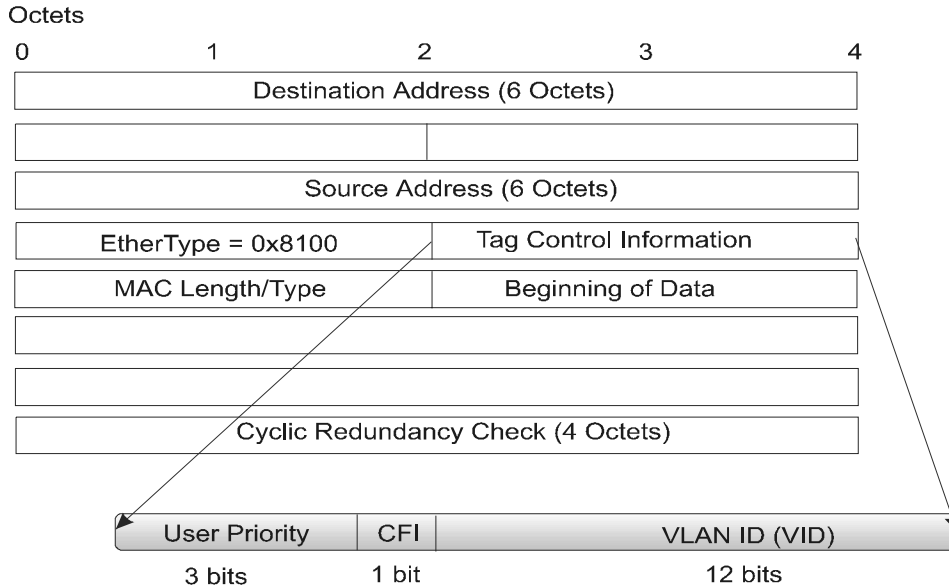 Octets
0 1 2 3 4
Destination Address (6 Octets)
Source Address (6 Octets)
EtherType = 0x8100 Tag Control Information
MAC Length/Type Beginning of Data
Cyclic Redundancy Check (4 Octets)
User Priority CFI VLAN ID (VID)
3 bits 1 bit 12 bits